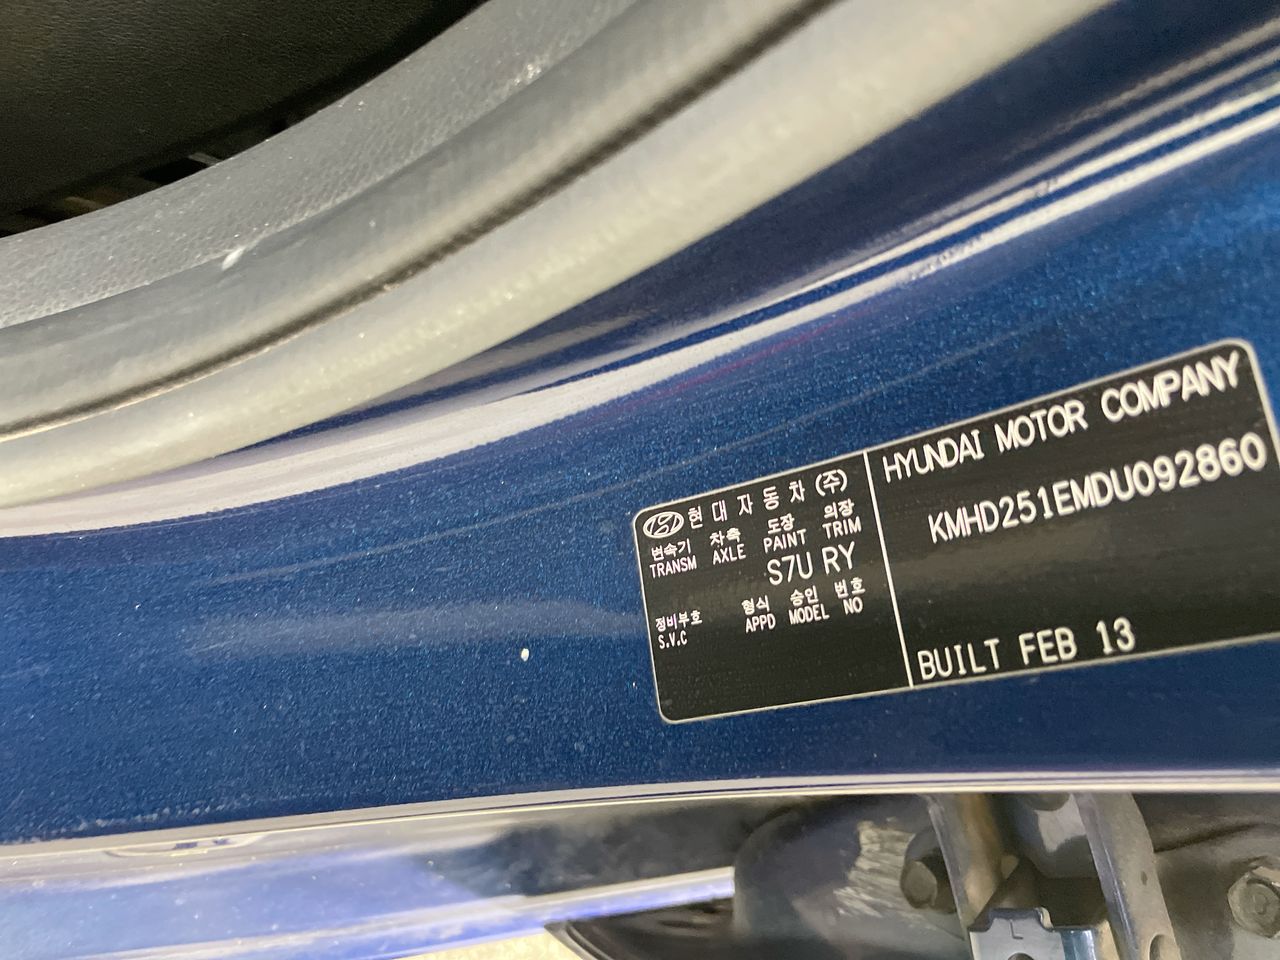 현대자동차(주)
변속기 차축 도장 의장
TRANSM AXLE PAINT TRIM
S7U RY
정비부호 형식 승인 번호
S.V.C APPD MODEL NO
HYUNDAI MOTOR COMPANY
KMHD251EMDU092860
BUILT FEB 13
L